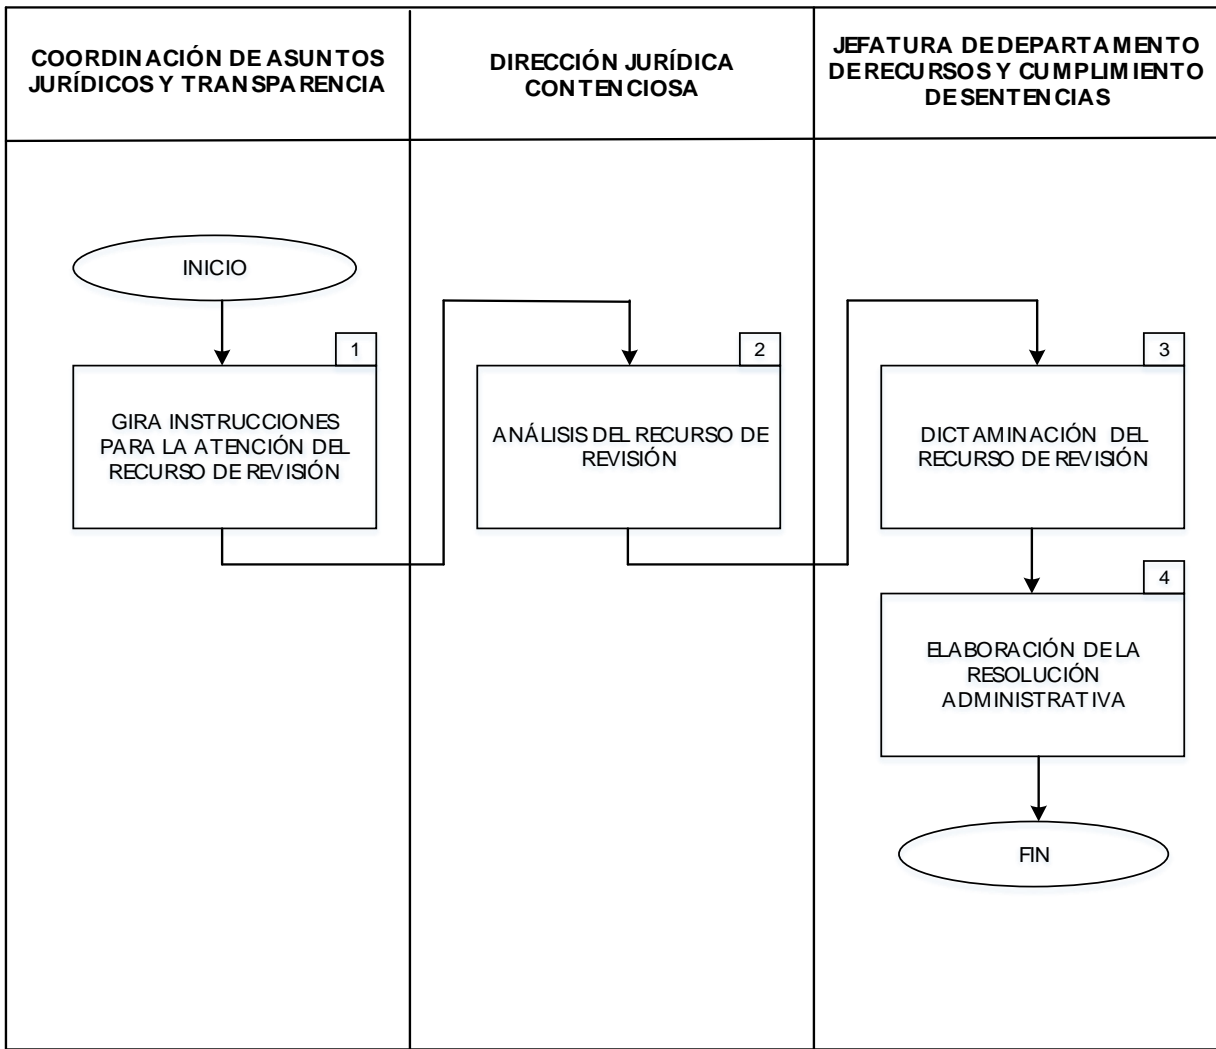 COORDINACIÓN DE ASUNTOS
JURÍDICOS Y TRANSPARENCIA
DIRECCIÓN JURÍDICA
CONTENCIOSA
JEFATURA DE DEPARTAMENTO
DE RECURSOS Y CUMPLIMIENTO
DE SENTENCIAS
INICIO
1
GIRA INSTRUCCIONES
PARA LA ATENCIÓN DEL
RECURSO DE REVISIÓN
2
ANÁLISIS DEL RECURSO DE
REVISIÓN
3
DICTAMINACIÓN DEL
RECURSO DE REVISIÓN
4
ELABORACIÓN DE LA
RESOLUCIÓN
ADMINISTRATIVA
FIN